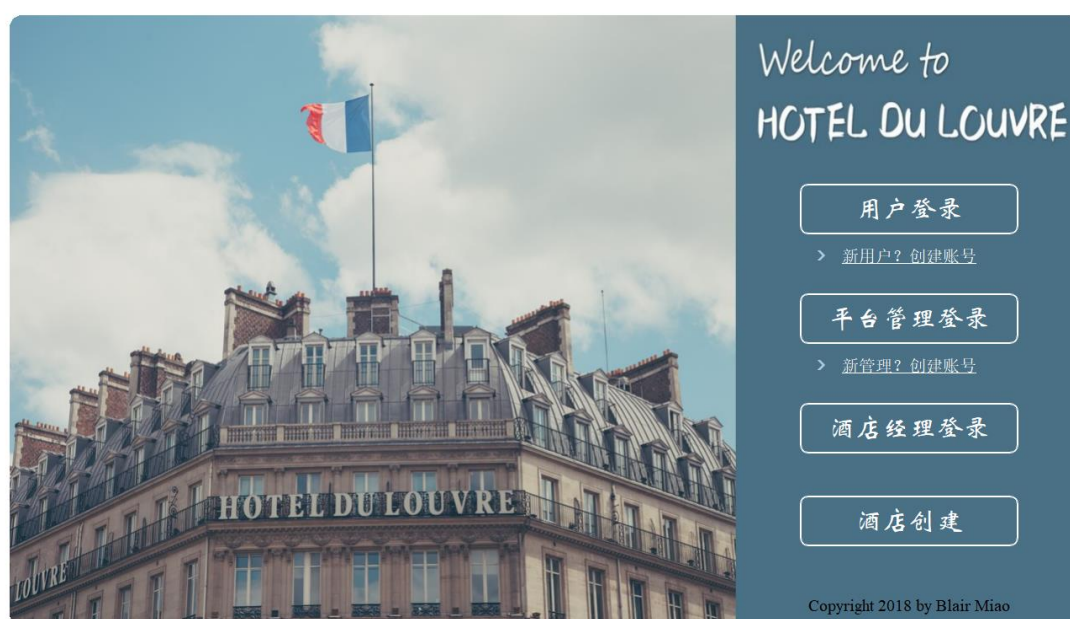 Welcome to
HOTEL DU LOUVRE
用户登录
新用户？创建账号
平台管理登录
新管理？创建账号
酒店经理登录
酒店创建
HOTEL DU LOUVRE
LOUVRE
Copyright 2018 by Blair Miao